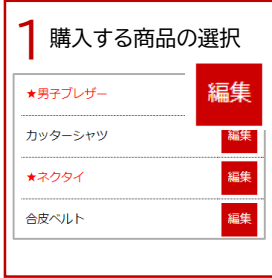 1 購入する商品の選択
★男子ブレザー 編集
カッターシャツ 編集
★ネクタイ 編集
合皮ベルト 編集